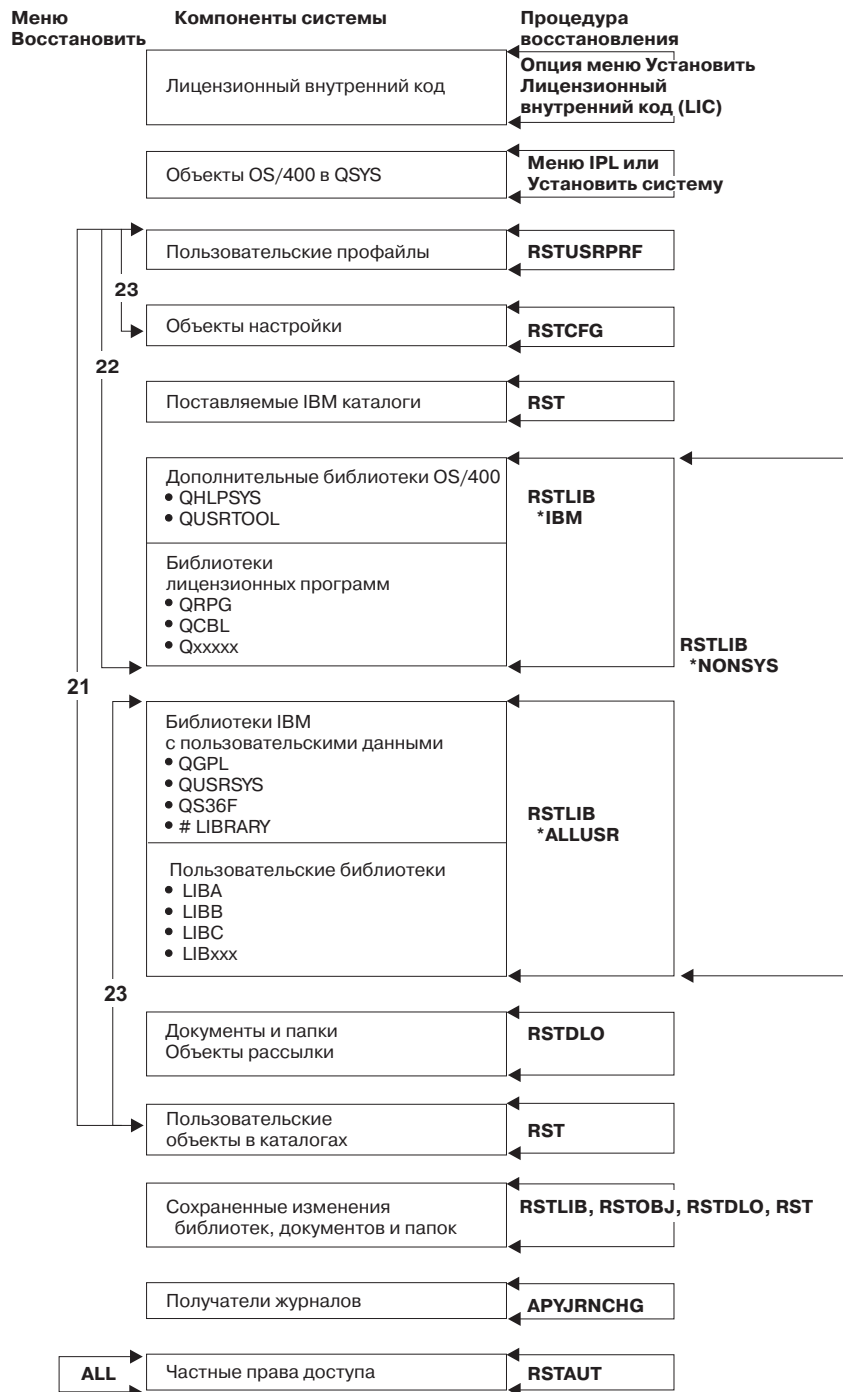 Меню
Восстановить
Компоненты системы
Процедура
восстановления
Лицензионный внутренний код
Опция меню Установить
Лицензионный
внутренний код (LIC)
Объекты OS/400 в QSYS
Меню IPL или
Установить систему
Пользовательские профайлы
RSTUSRPRF
23
Объекты настройки
RSTCFG
22
Поставляемые IBM каталоги
RST
Дополнительные библиотеки OS/400
• QHLPSYS
• QUSRTOOL
RSTLIB
*IBM
Библиотеки
лицензионных программ
• QRPG
• QCBL
• Qxxxxx
RSTLIB
*NONSYS
21
Библиотеки IBM
с пользовательскими данными
• QGPL
• QUSRSYS
• QS36F
• # LIBRARY
RSTLIB
*ALLUSR
Пользовательские библиотеки
• LIBA
• LIBB
• LIBC
• LIBxxx
23
Документы и папки
Объекты рассылки
RSTDLO
Пользовательские
объекты в каталогах
RST
Сохраненные изменения
библиотек, документов и папок
RSTLIB, RSTOBJ, RSTDLO, RST
Получатели журналов
APYJRNCHG
ALL
Частные права доступа
RSTAUT